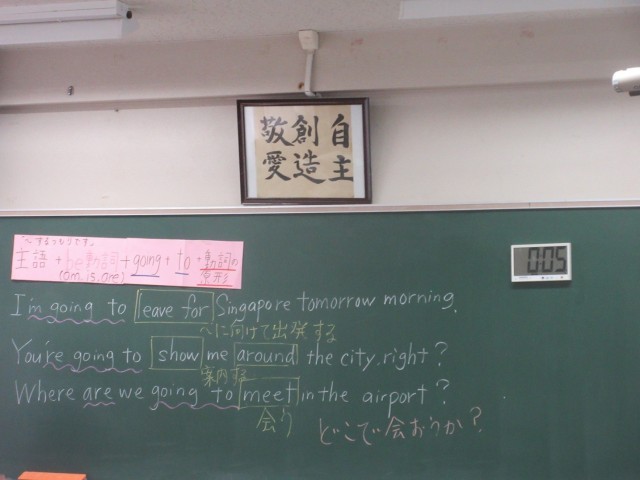 自主
創造
敬愛
"〜するつもりです"
主語 + be動詞 + going + to + 動詞の原形
(am, is, are)
0:05
I'm going to leave for Singapore tomorrow morning.
〜に向けて出発する
You're going to show me around the city, right?
案内する
Where are we going to meet in the airport?
会う
どこで会おうか?